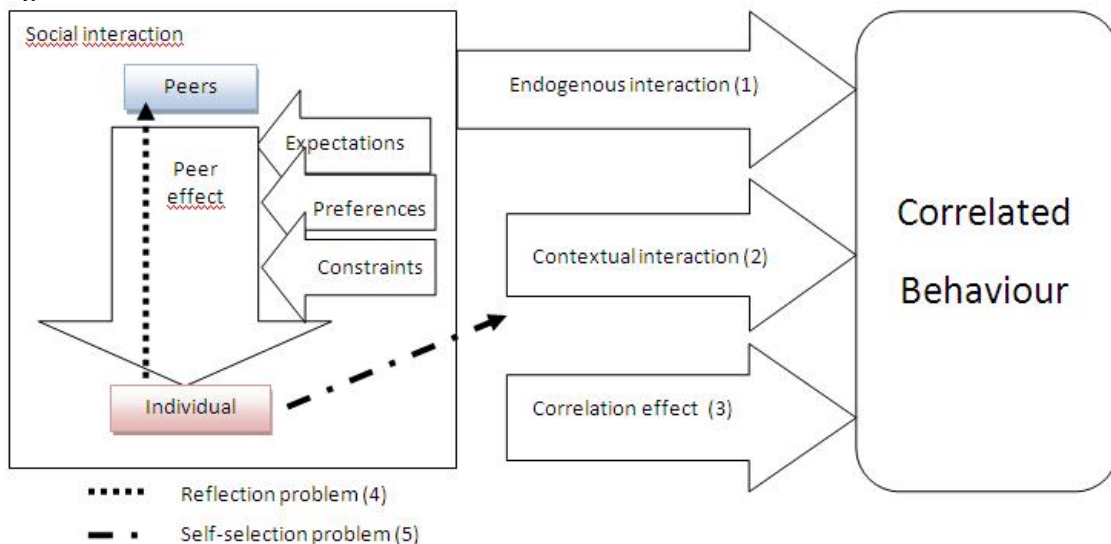 Social interaction
Peers
Peer
effect
Expectations
Preferences
Constraints
Individual
Endogenous interaction (1)
Contextual interaction (2)
Correlation effect (3)
Correlated
Behaviour
Reflection problem (4)
Self-selection problem (5)